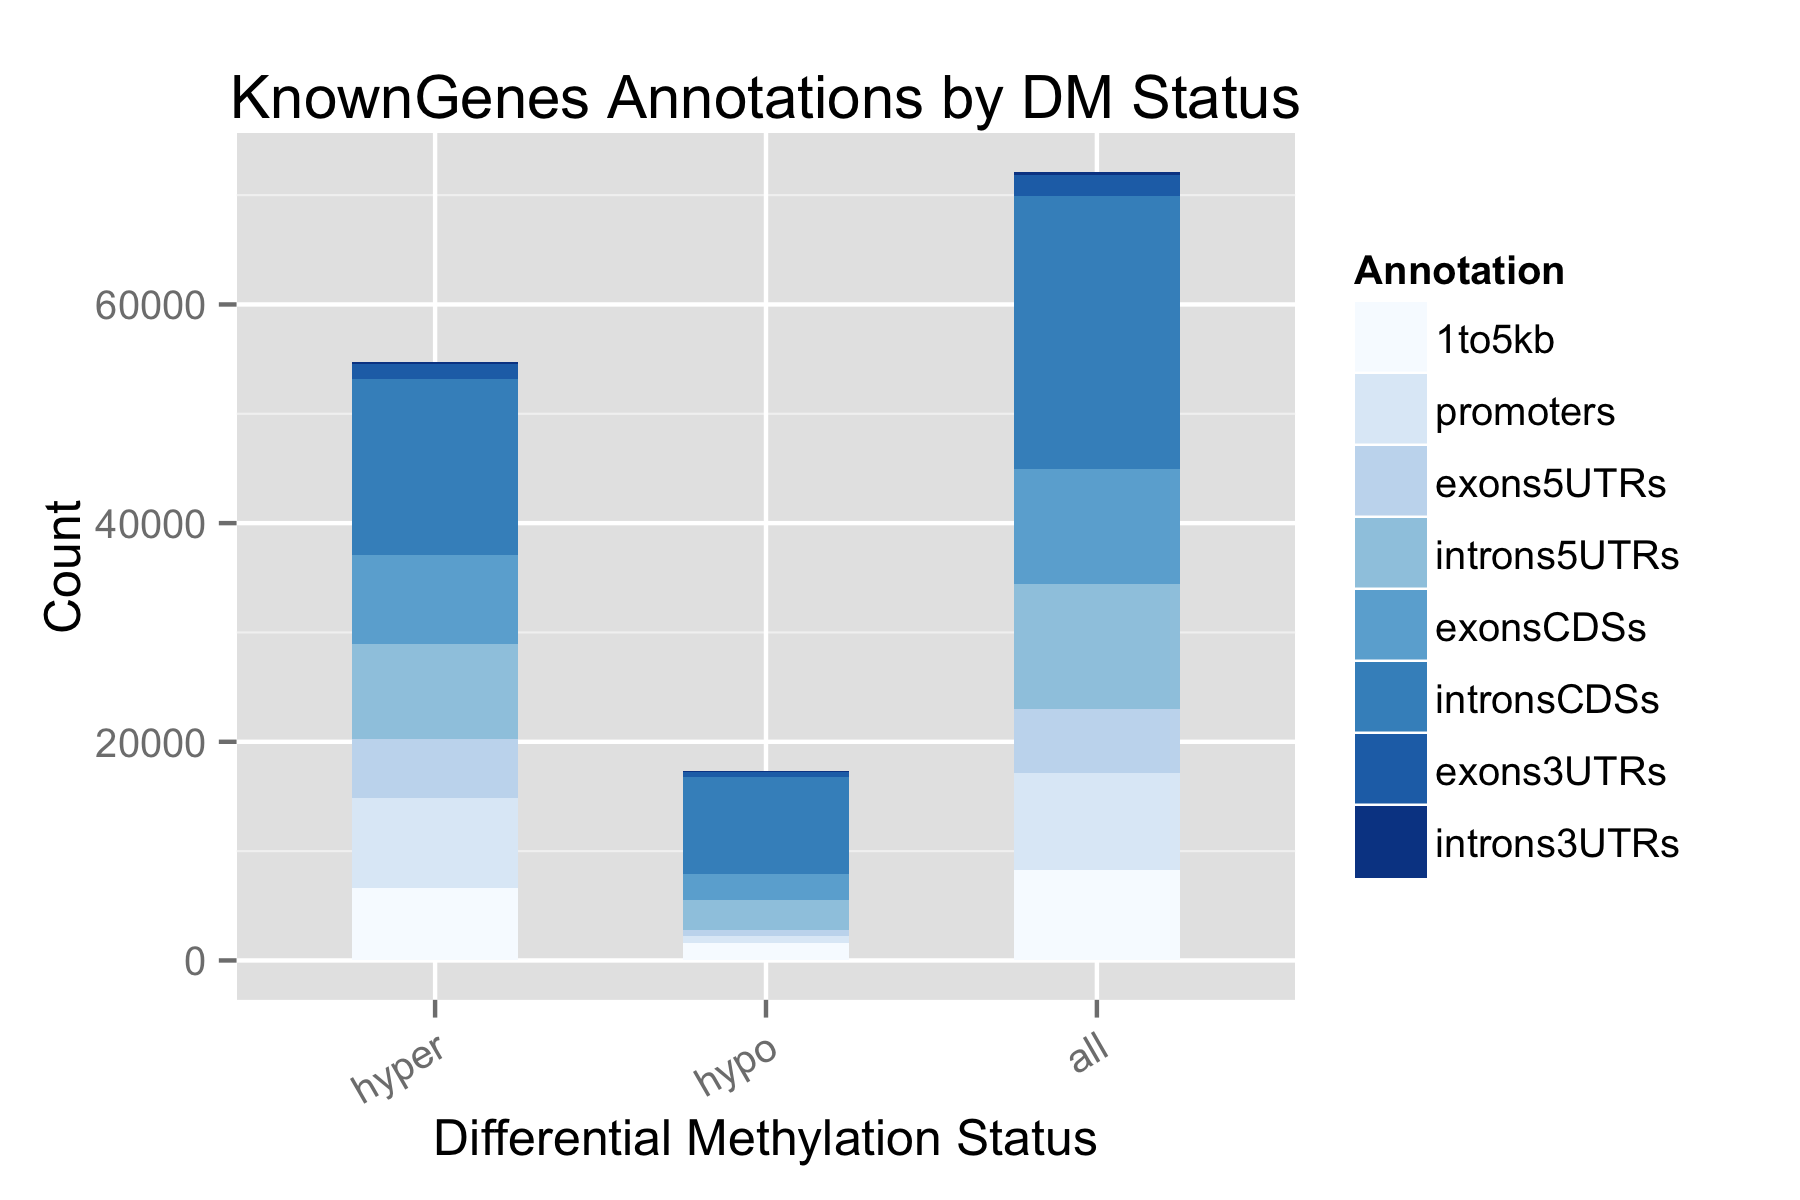 KnownGenes Annotations by DM Status
60000
40000
20000
0
Count
hyper
hypo
all
Differential Methylation Status
Annotation
1to5kb
promoters
exons5UTRs
introns5UTRs
exonsCDSs
intronsCDSs
exons3UTRs
introns3UTRs